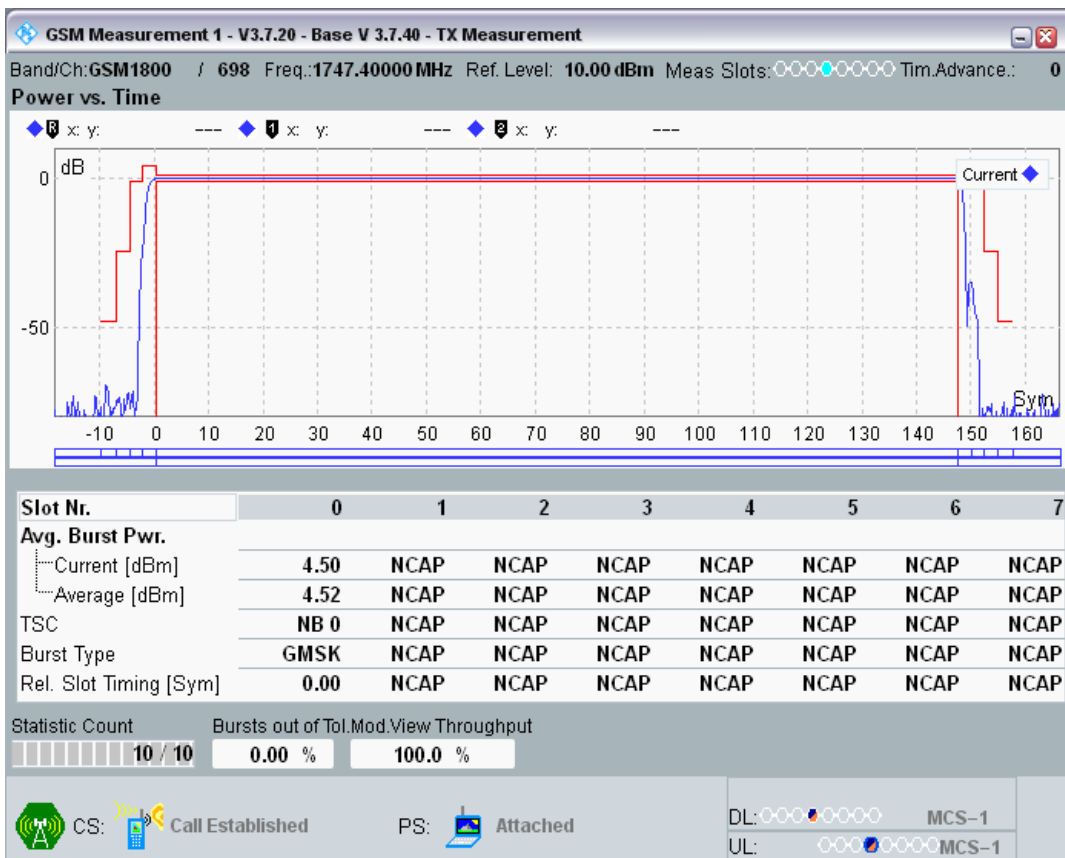 GSM Measurement 1 - V3.7.20 - Base V 3.7.40 - TX Measurement
Band/Ch:GSM1800 / 698 Freq.:1747.40000 MHz Ref. Level: 10.00 dBm Meas Slots: Tim.Advance.: 0
Power vs. Time
R x: y: --- 1 x: y: --- 2 x: y: ---
dB
Current
0
-50
Sym
-10 0 10 20 30 40 50 60 70 80 90 100 110 120 130 140 150 160
Slot Nr. 0 1 2 3 4 5 6 7
Avg. Burst Pwr.
Current [dBm] 4.50 NCAP NCAP NCAP NCAP NCAP NCAP NCAP
Average [dBm] 4.52 NCAP NCAP NCAP NCAP NCAP NCAP NCAP
TSC NB 0 NCAP NCAP NCAP NCAP NCAP NCAP NCAP
Burst Type GMSK NCAP NCAP NCAP NCAP NCAP NCAP NCAP
Rel. Slot Timing [Sym] 0.00 NCAP NCAP NCAP NCAP NCAP NCAP NCAP
Statistic Count Bursts out of Tol.Mod.View Throughput
10 / 10 0.00 % 100.0 %
CS: Call Established PS: Attached DL: MCS-1
UL: MCS-1